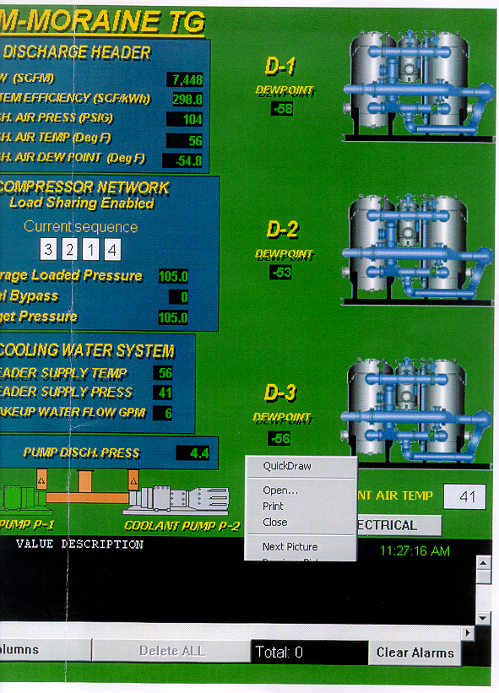 M-MORAINE TG
DISCHARGE HEADER
W (SCFM) 7,448
TEM EFFICIENCY (SCF/kWh) 298.8
CH. AIR PRESS (PSIG) 104
CH. AIR TEMP (Deg F) 56
CH. AIR DEW POINT (Deg F) -54.8
COMPRESSOR NETWORK
Load Sharing Enabled
Current sequence
3 2 1 4
rage Loaded Pressure 105.0
al Bypass 0
get Pressure 105.0
COOLING WATER SYSTEM
EADER SUPPLY TEMP 56
EADER SUPPLY PRESS 41
AKEUP WATER FLOW GPM 6
PUMP DISCH. PRESS 4.4
PUMP P-1
COOLANT PUMP P-2
D-1
DEWPOINT
-58
D-2
DEWPOINT
-53
D-3
DEWPOINT
-56
QuickDraw
Open...
Print
Close
Next Picture
NT AIR TEMP 41
ECTRICAL
VALUE DESCRIPTION
11:27:16 AM
olumns
Delete ALL
Total: 0
Clear Alarms